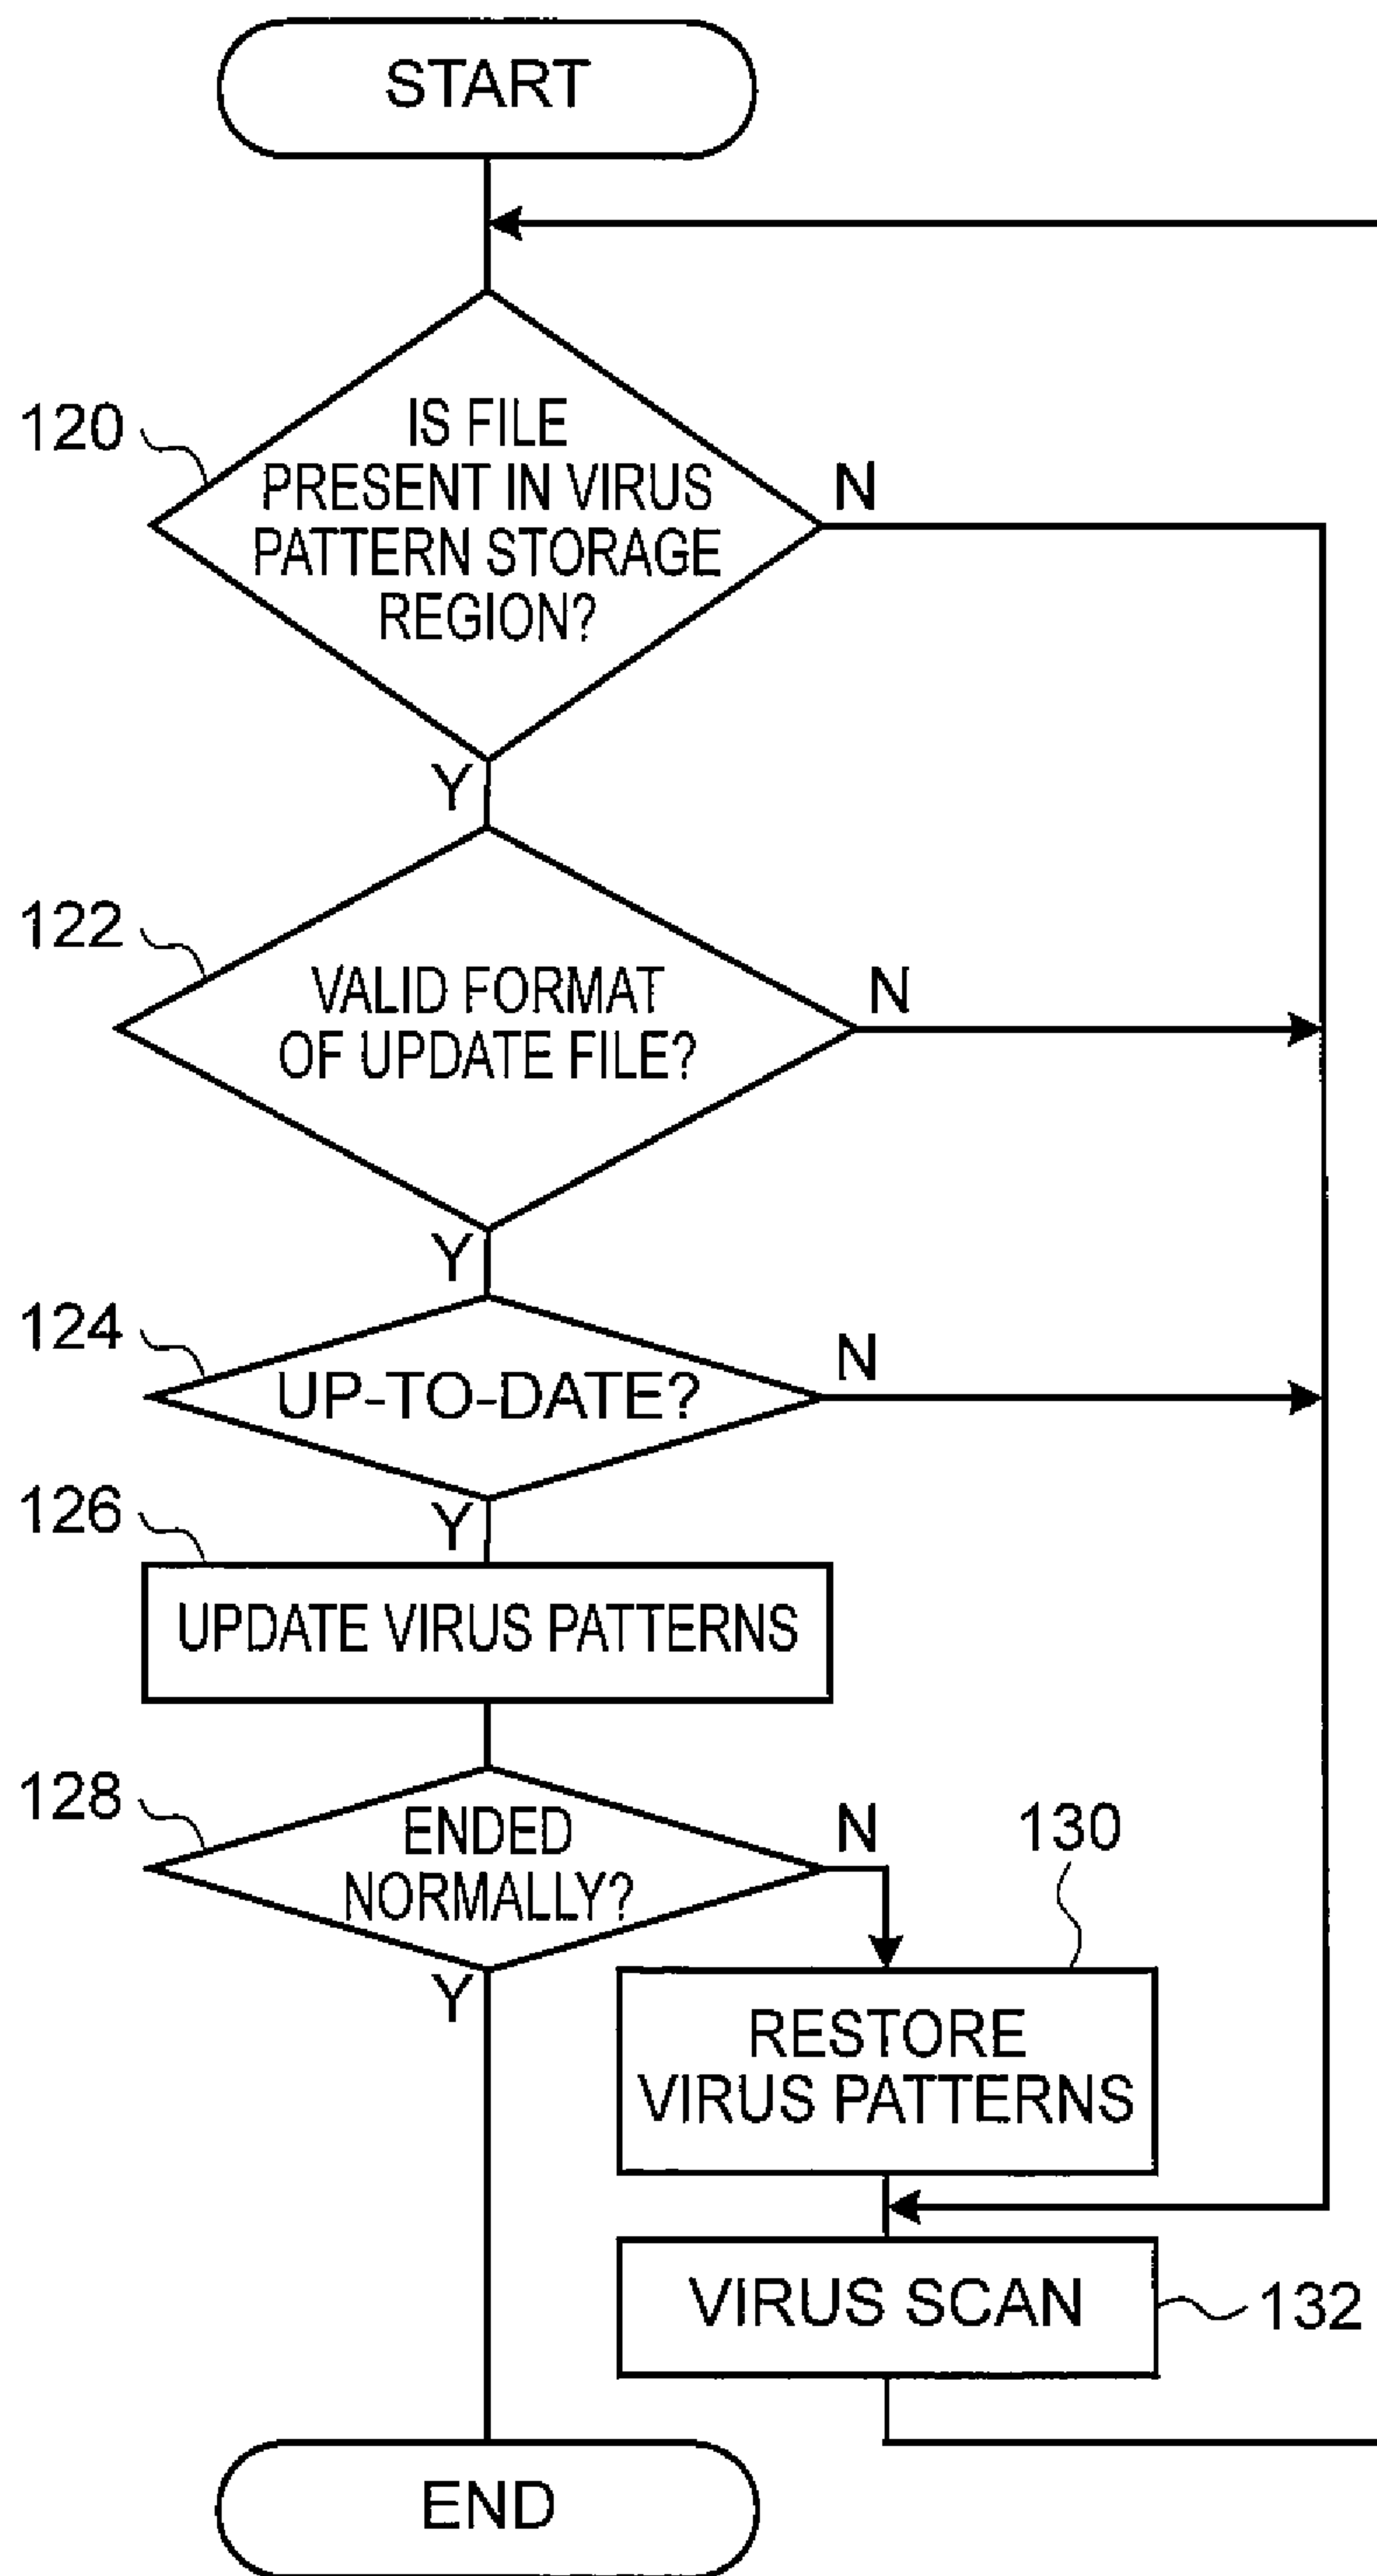 START
120
IS FILE
PRESENT IN VIRUS
PATTERN STORAGE
REGION?
N
Y
122
VALID FORMAT
OF UPDATE FILE?
N
Y
124
UP-TO-DATE?
N
Y
126
UPDATE VIRUS PATTERNS
128
ENDED
NORMALLY?
N
Y
130
RESTORE
VIRUS PATTERNS
VIRUS SCAN
132
END